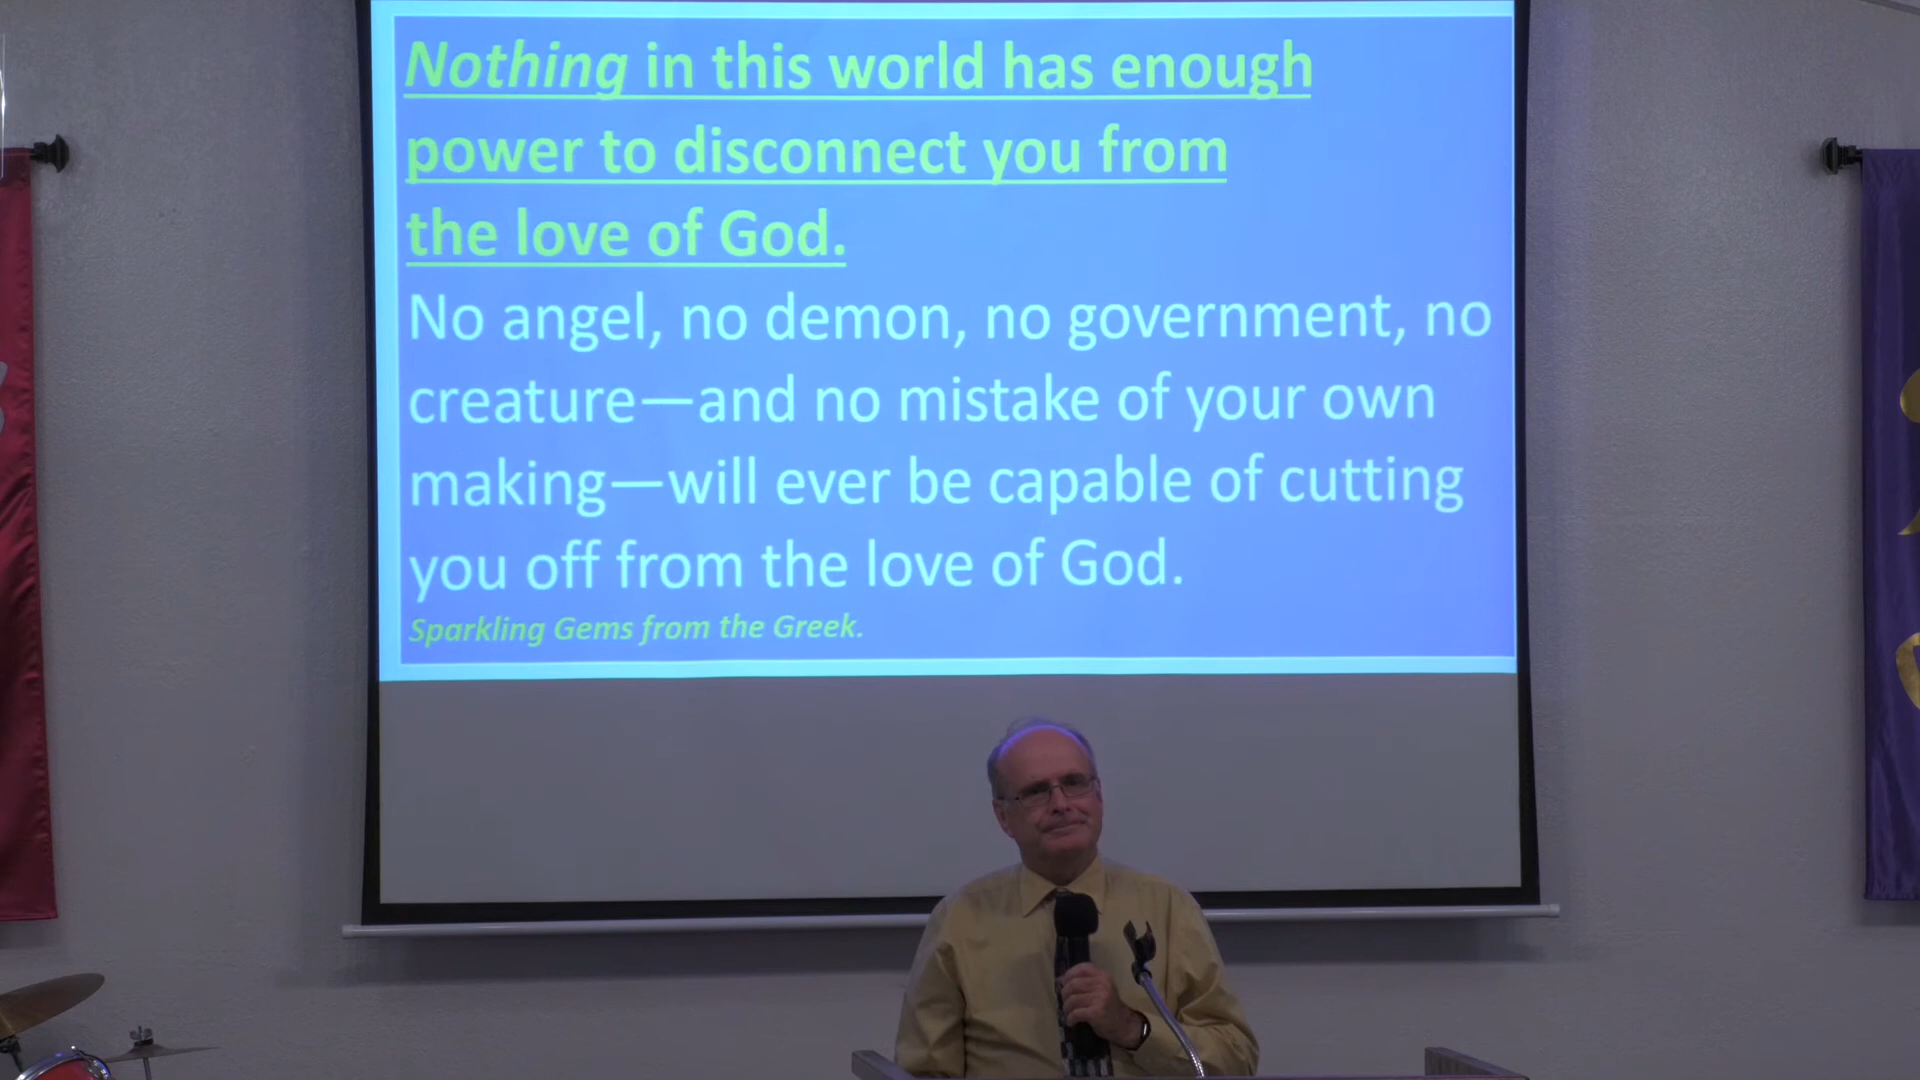 Nothing in this world has enough
power to disconnect you from
the love of God.
No angel, no demon, no government, no
creature—and no mistake of your own
making—will ever be capable of cutting
you off from the love of God.
Sparkling Gems from the Greek.